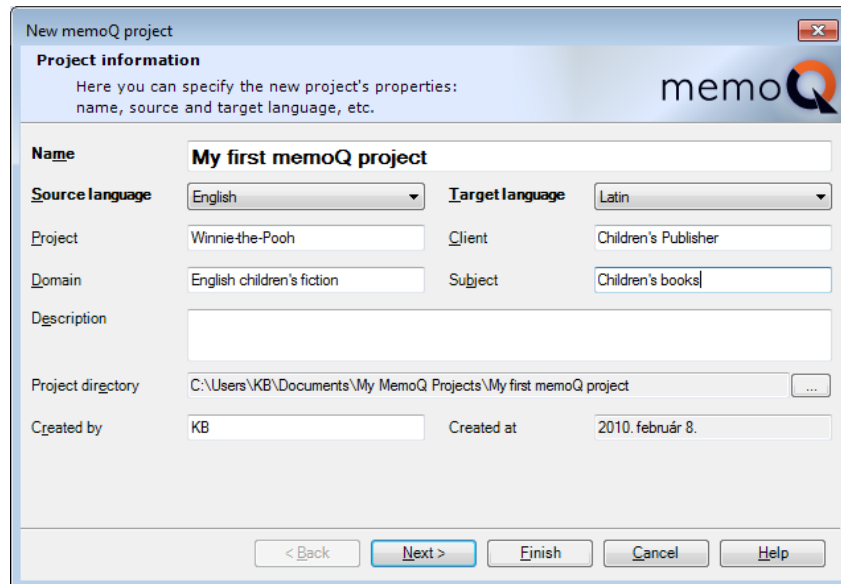 New memoQ project
Project information
Here you can specify the new project's properties:
name, source and target language, etc.
memoQ
Name My first memoQ project
Source language English Target language Latin
Project Winnie-the-Pooh Client Children's Publisher
Domain English children's fiction Subject Children's books
Description
Project directory C:\Users\KB\Documents\My MemoQ Projects\My first memoQ project ...
Created by KB Created at 2010. február 8.
< Back Next > Finish Cancel Help